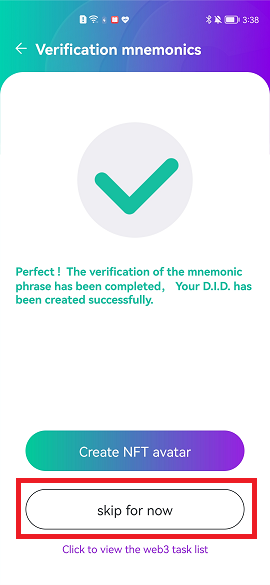 3:38
Verification mnemonics
Perfect！The verification of the mnemonic
phrase has been completed， Your D.I.D. has
been created successfully.
Create NFT avatar
skip for now
Click to view the web3 task list